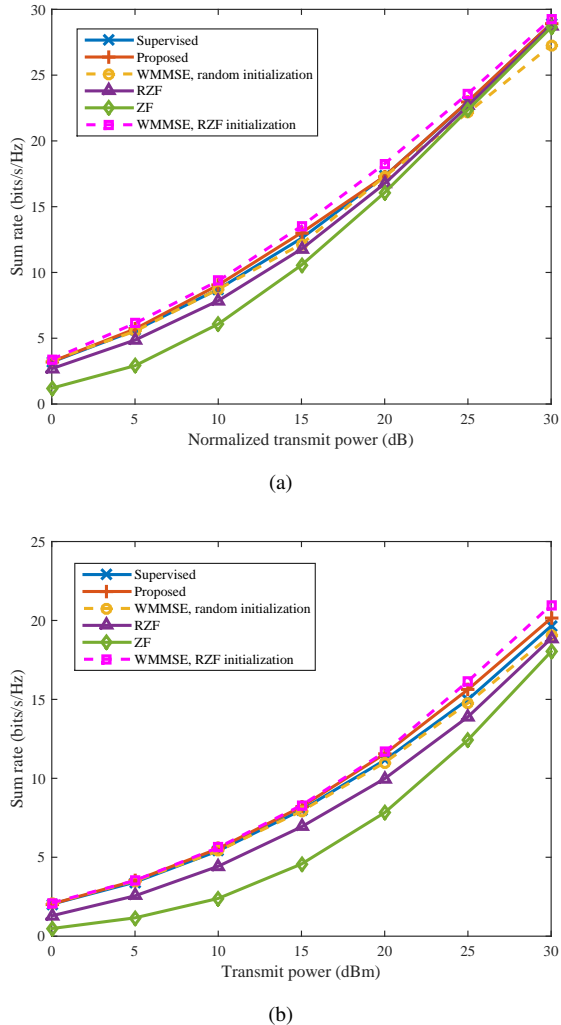 30
25
20
15
10
5
0
Sum rate (bits/s/Hz)
Supervised
Proposed
WMMSE, random initialization
RZF
ZF
WMMSE, RZF initialization
0 5 10 15 20 25 30
Normalized transmit power (dB)
(a)
25
20
15
10
5
0
Sum rate (bits/s/Hz)
Supervised
Proposed
WMMSE, random initialization
RZF
ZF
WMMSE, RZF initialization
0 5 10 15 20 25 30
Transmit power (dBm)
(b)